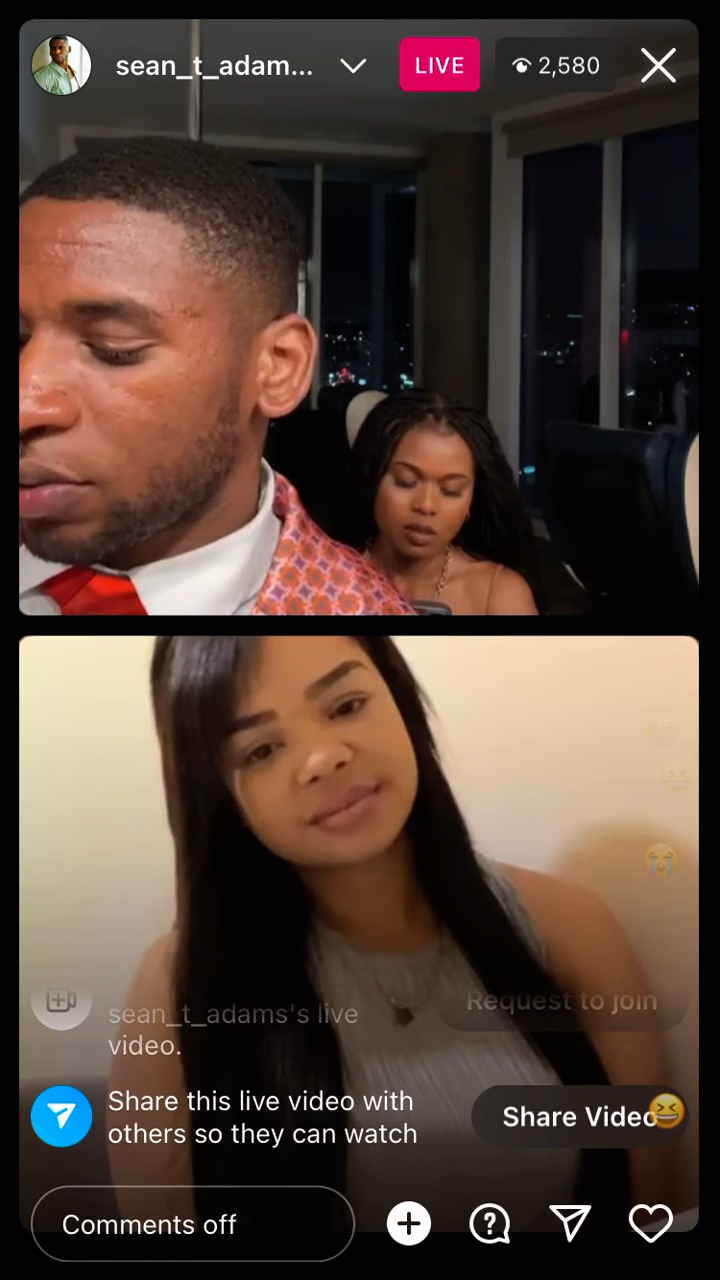 sean_t_adam...
LIVE
2,580
sean_t_adams's live
video.
Request to join
Share this live video with
others so they can watch
Share Video
Comments off